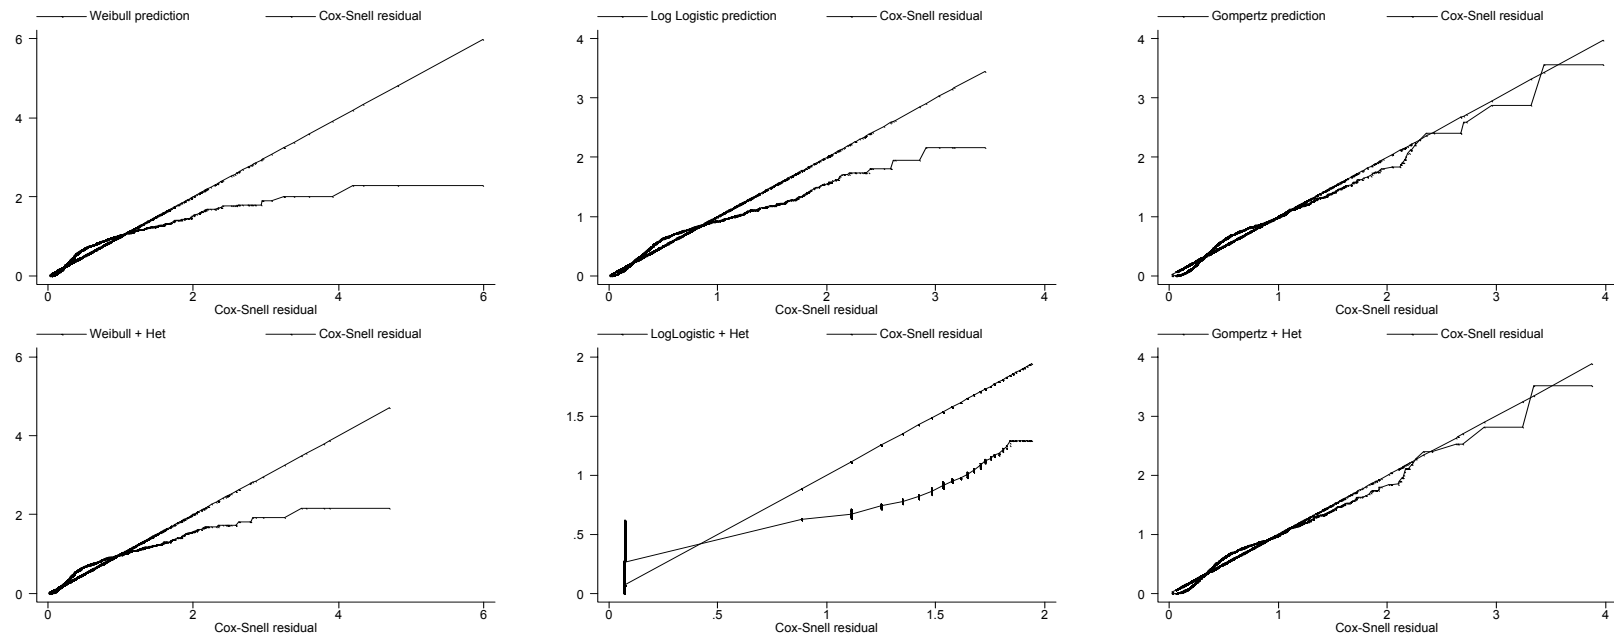 Weibull prediction Cox-Snell residual
6
4
2
0
0 2 4 6
Cox-Snell residual
Log Logistic prediction Cox-Snell residual
4
3
2
1
0
0 1 2 3 4
Cox-Snell residual
Gompertz prediction Cox-Snell residual
4
3
2
1
0
0 1 2 3 4
Cox-Snell residual
Weibull + Het Cox-Snell residual
6
4
2
0
0 2 4 6
Cox-Snell residual
LogLogistic + Het Cox-Snell residual
2
1.5
1
.5
0
0 .5 1 1.5 2
Cox-Snell residual
Gompertz + Het Cox-Snell residual
4
3
2
1
0
0 1 2 3 4
Cox-Snell residual